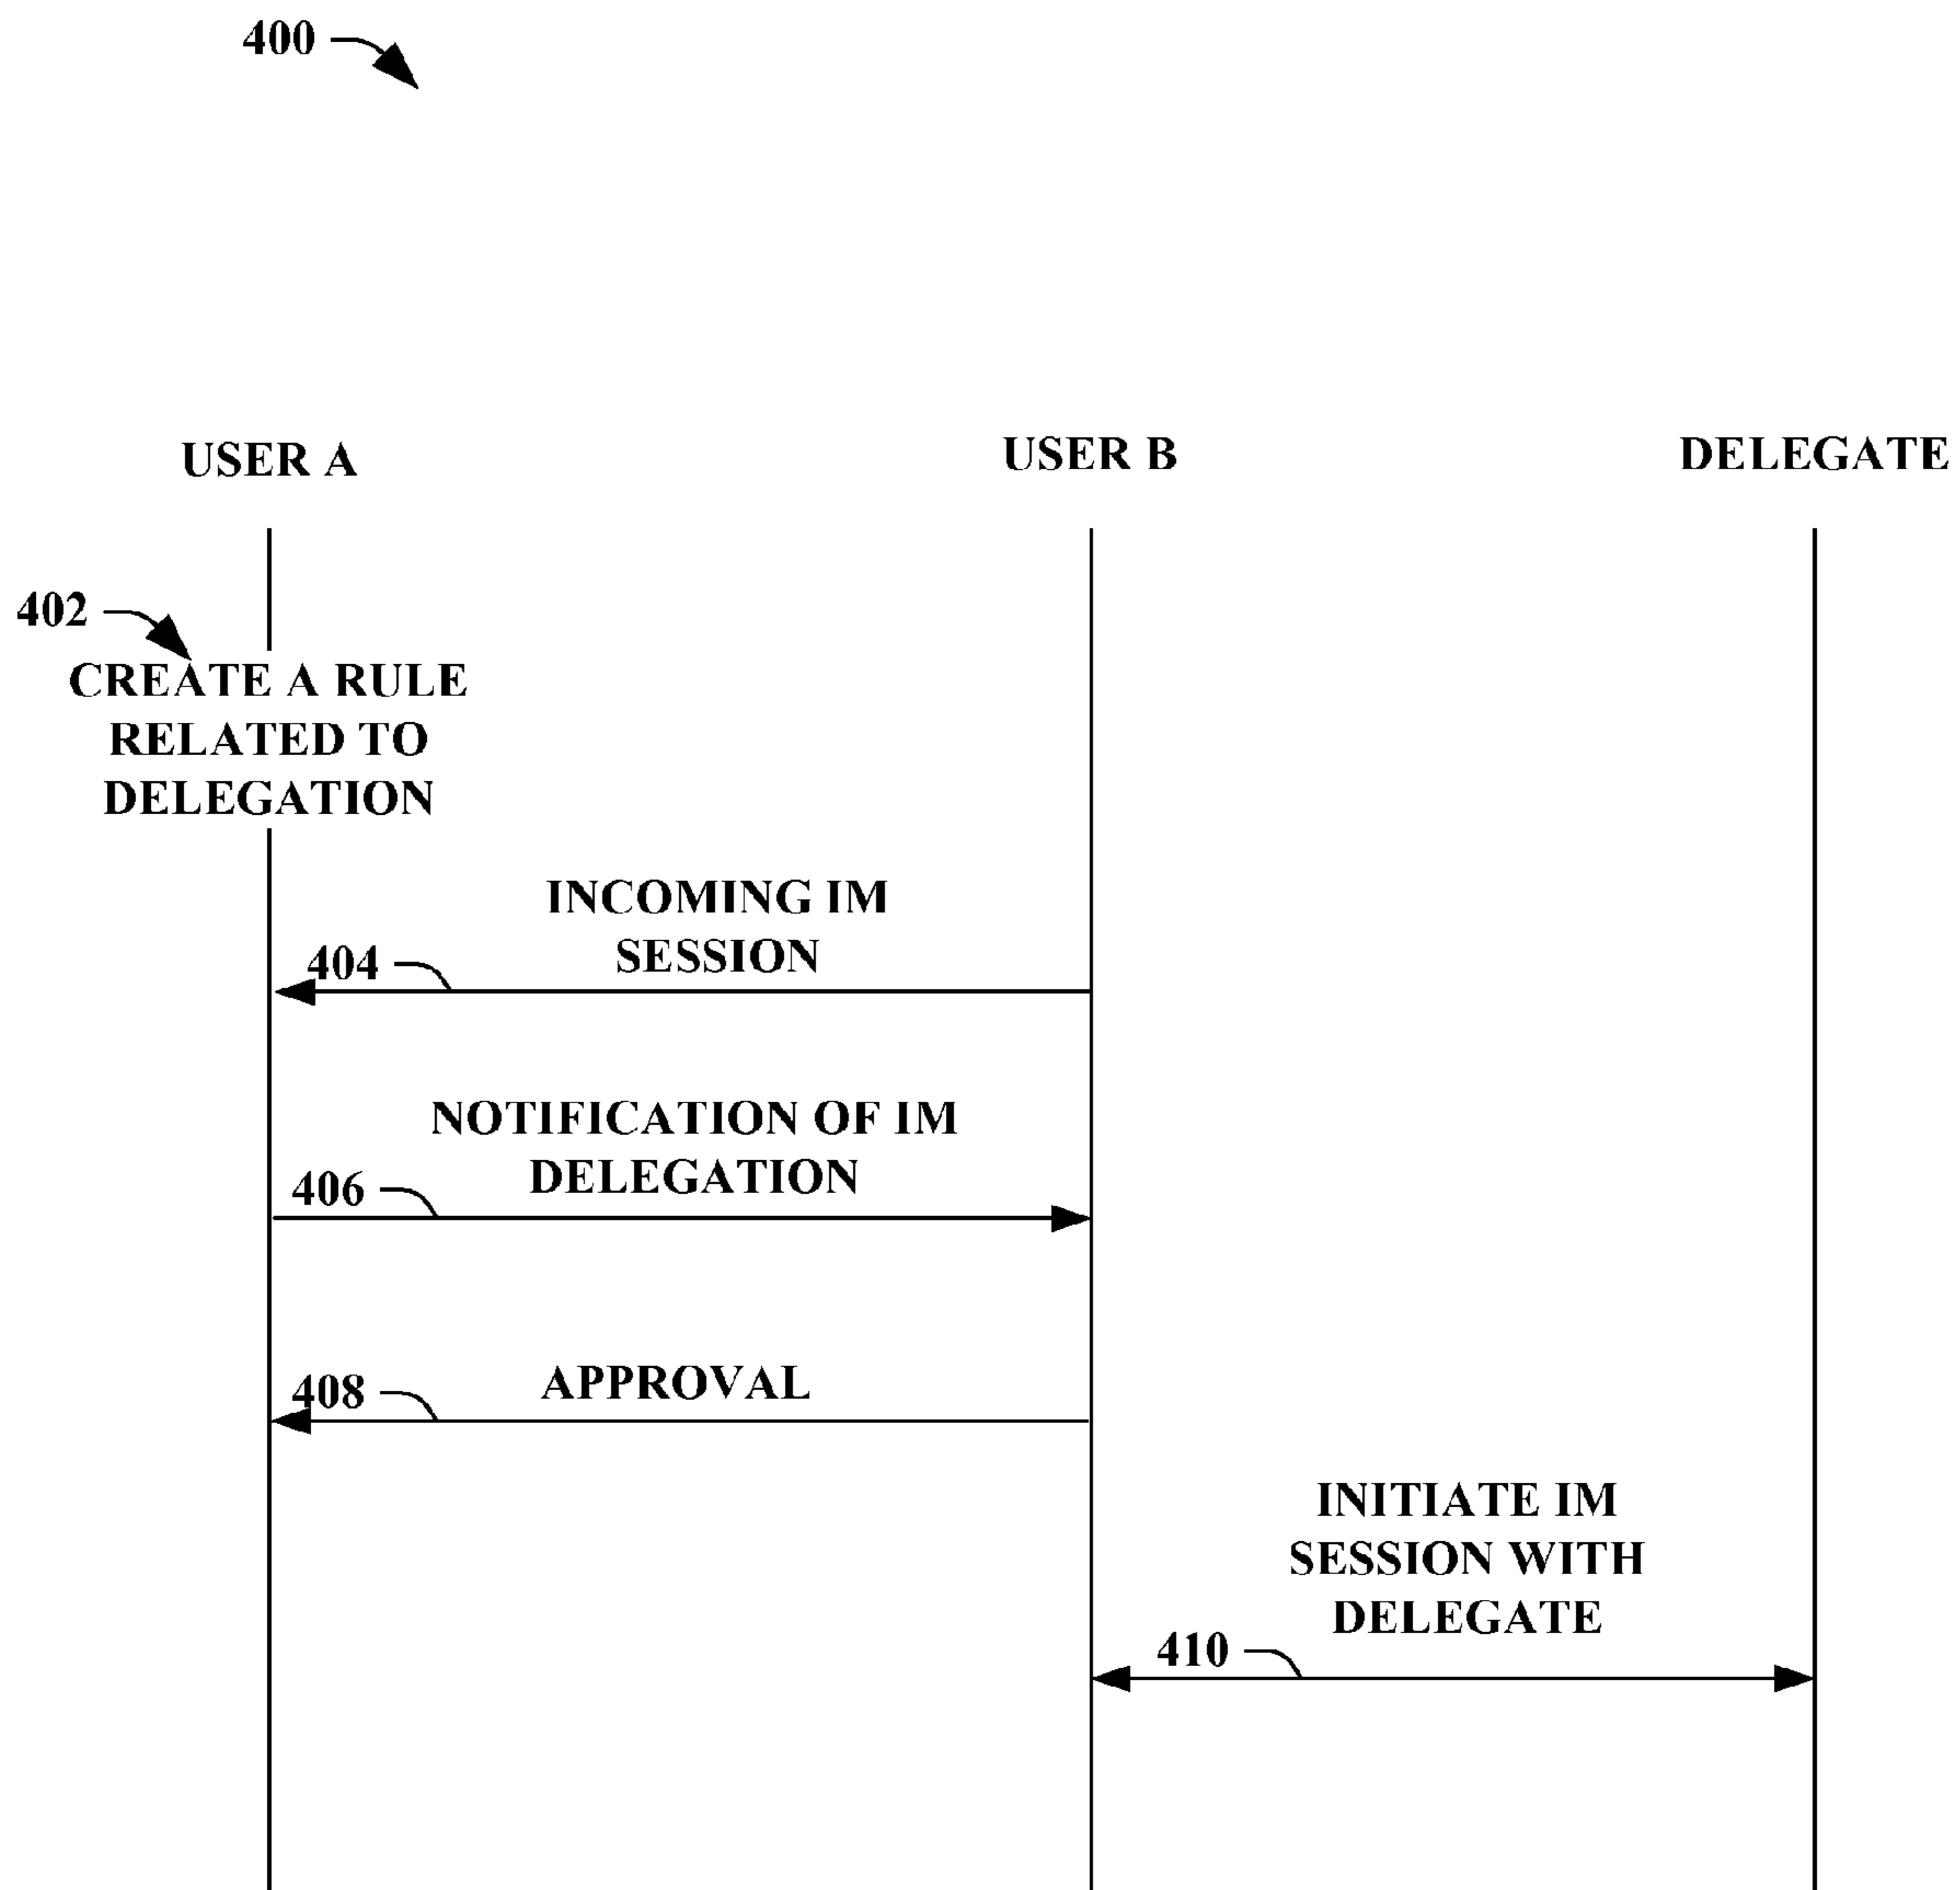 400
USER A
USER B
DELEGATE
402
CREATE A RULE
RELATED TO
DELEGATION
INCOMING IM
SESSION
404
NOTIFICATION OF IM
DELEGATION
406
APPROVAL
408
INITIATE IM
SESSION WITH
DELEGATE
410